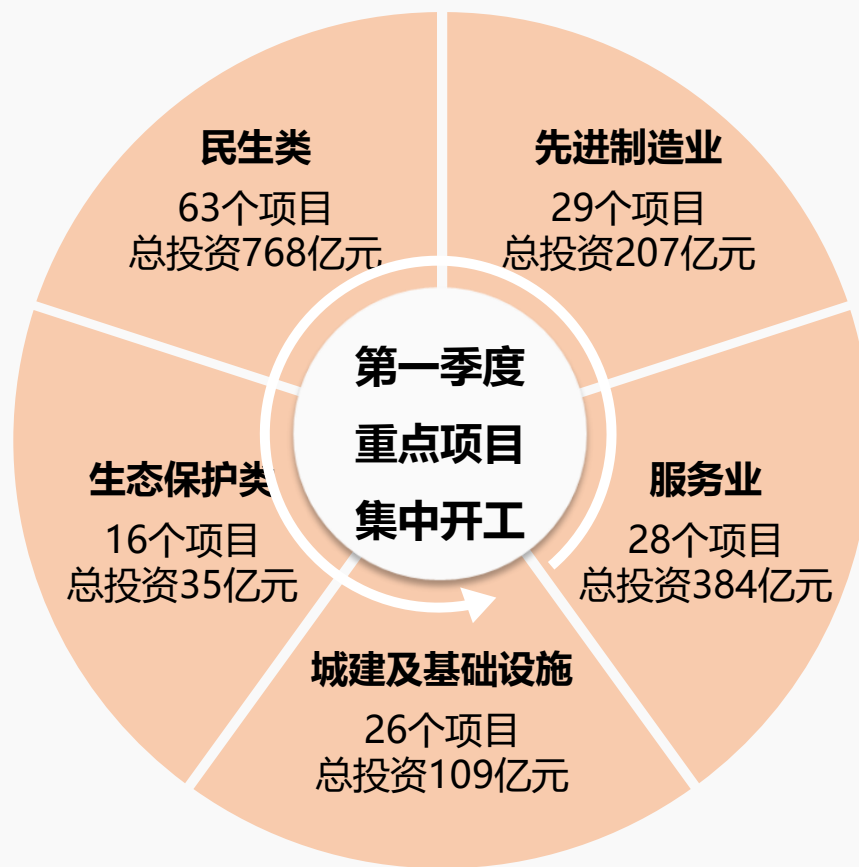 民生类
63个项目
总投资768亿元
先进制造业
29个项目
总投资207亿元
第一季度
重点项目
集中开工
生态保护类
16个项目
总投资35亿元
服务业
28个项目
总投资384亿元
城建及基础设施
26个项目
总投资109亿元